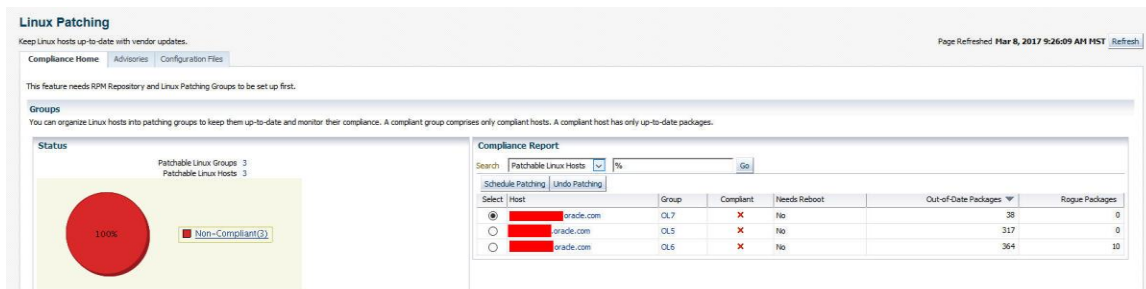 Linux Patching
Keep Linux hosts up-to-date with vendor updates.
Page Refreshed Mar 8, 2017 9:26:09 AM MST Refresh
Compliance Home Advisories Configuration Files
This feature needs RPM Repository and Linux Patching Groups to be set up first.
Groups
You can organize Linux hosts into patching groups to keep them up-to-date and monitor their compliance. A compliant group comprises only compliant hosts. A compliant host has only up-to-date packages.
Status
Patchable Linux Groups 3
Patchable Linux Hosts 3
100%
Non-Compliant(3)
Compliance Report
Search Patchable Linux Hosts % Go
Schedule Patching Undo Patching
Select Host Group Compliant Needs Reboot Out-of-Date Packages Rogue Packages
oracle.com OL7 No 38 0
.oracle.com OL5 No 317 0
oracle.com OL6 No 364 10